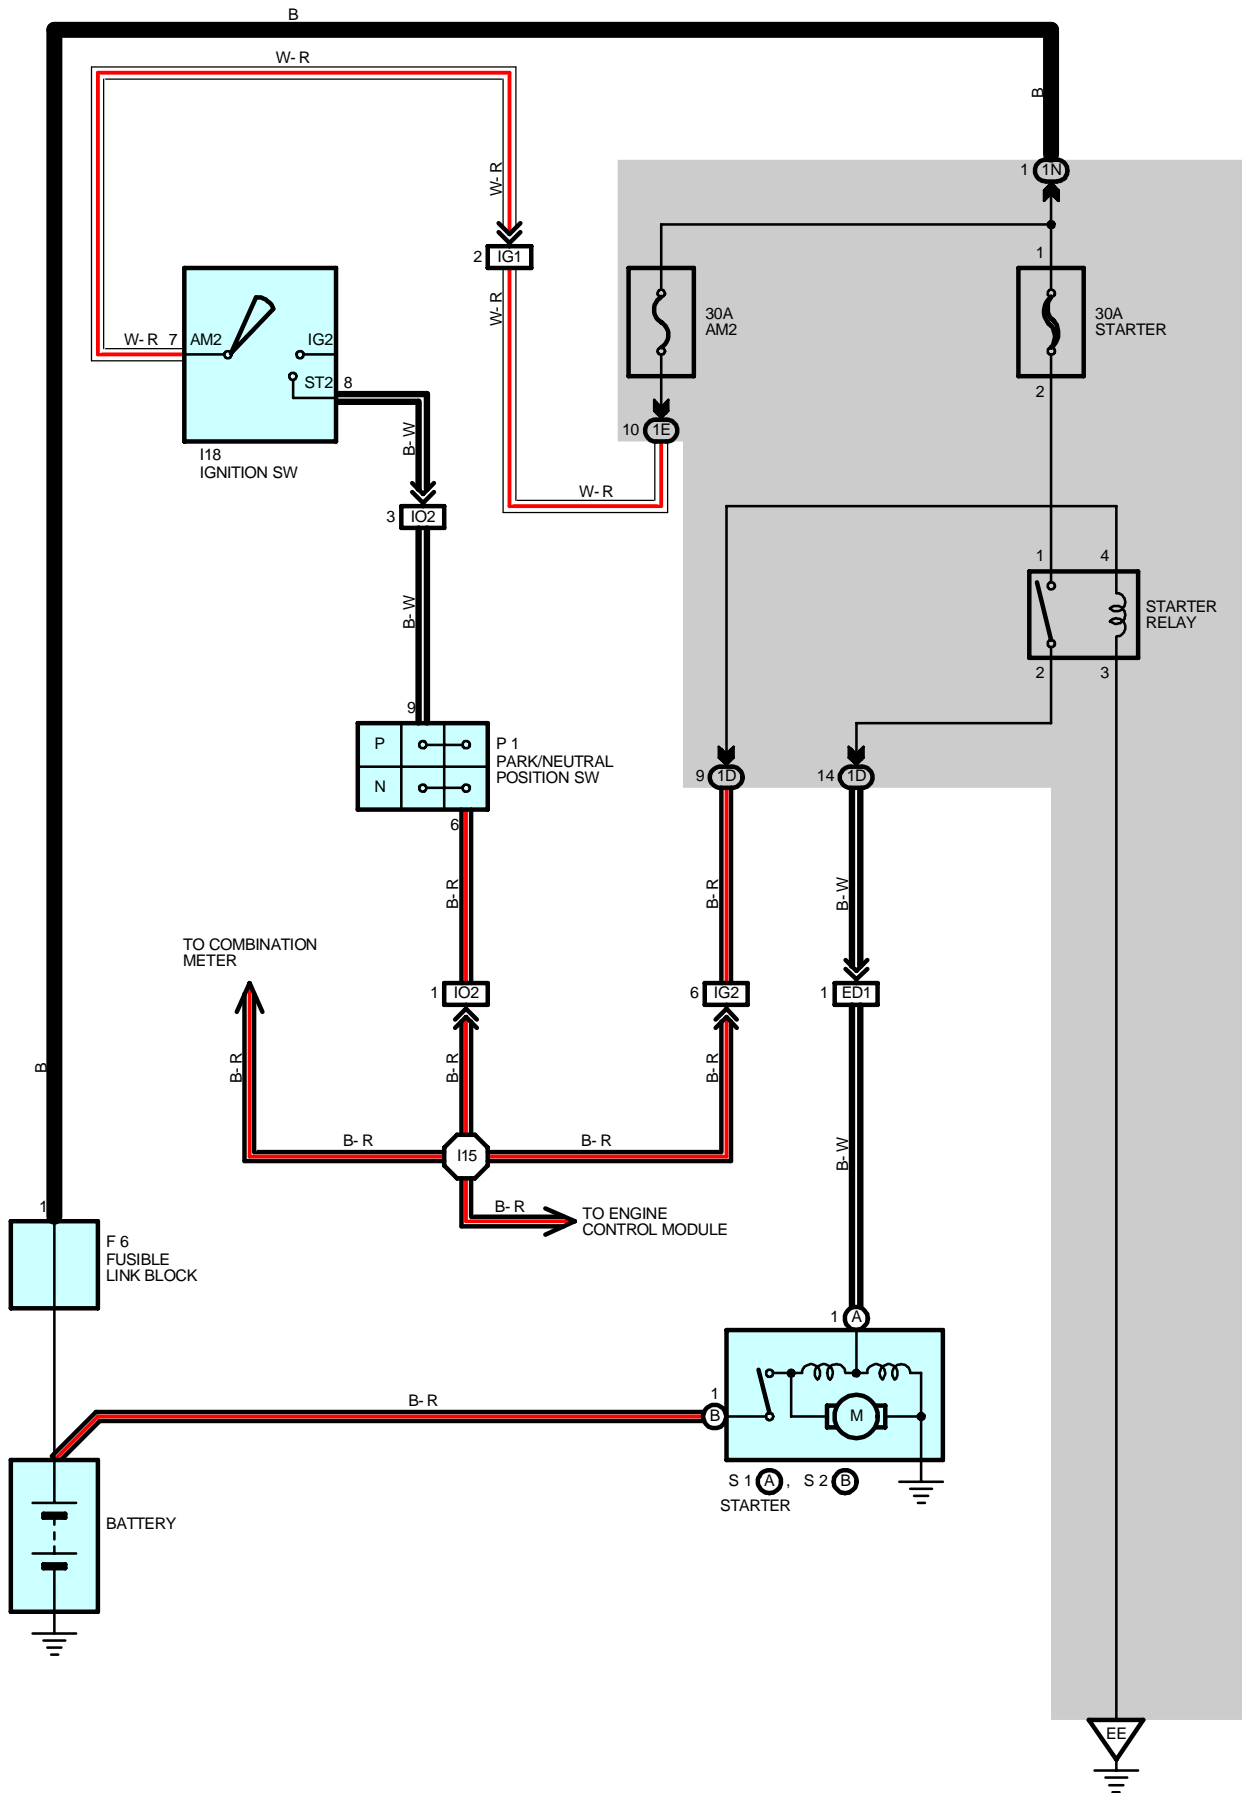 B
W-R
B
1 1N
W-R
2 IG1
W-R
1
30A
AM2
30A
STARTER
2
W-R 7 AM2
IG2
ST2 8
I18
IGNITION SW
B-W
10 1E
W-R
3 IO2
1 4
STARTER
RELAY
2 3
B-W
9
P
N
P 1
PARK/NEUTRAL
POSITION SW
9 1D
14 1D
6
B-R
B-R
B-W
TO COMBINATION
METER
1 IO2
6 IG2
1 ED1
B
B-R
B-R
B-R
B-R
I15
B-R
B-W
B-R
TO ENGINE
CONTROL MODULE
1
F 6
FUSIBLE
LINK BLOCK
1 A
B-R
1
B
M
S 1 A , S 2 B
STARTER
BATTERY
EE